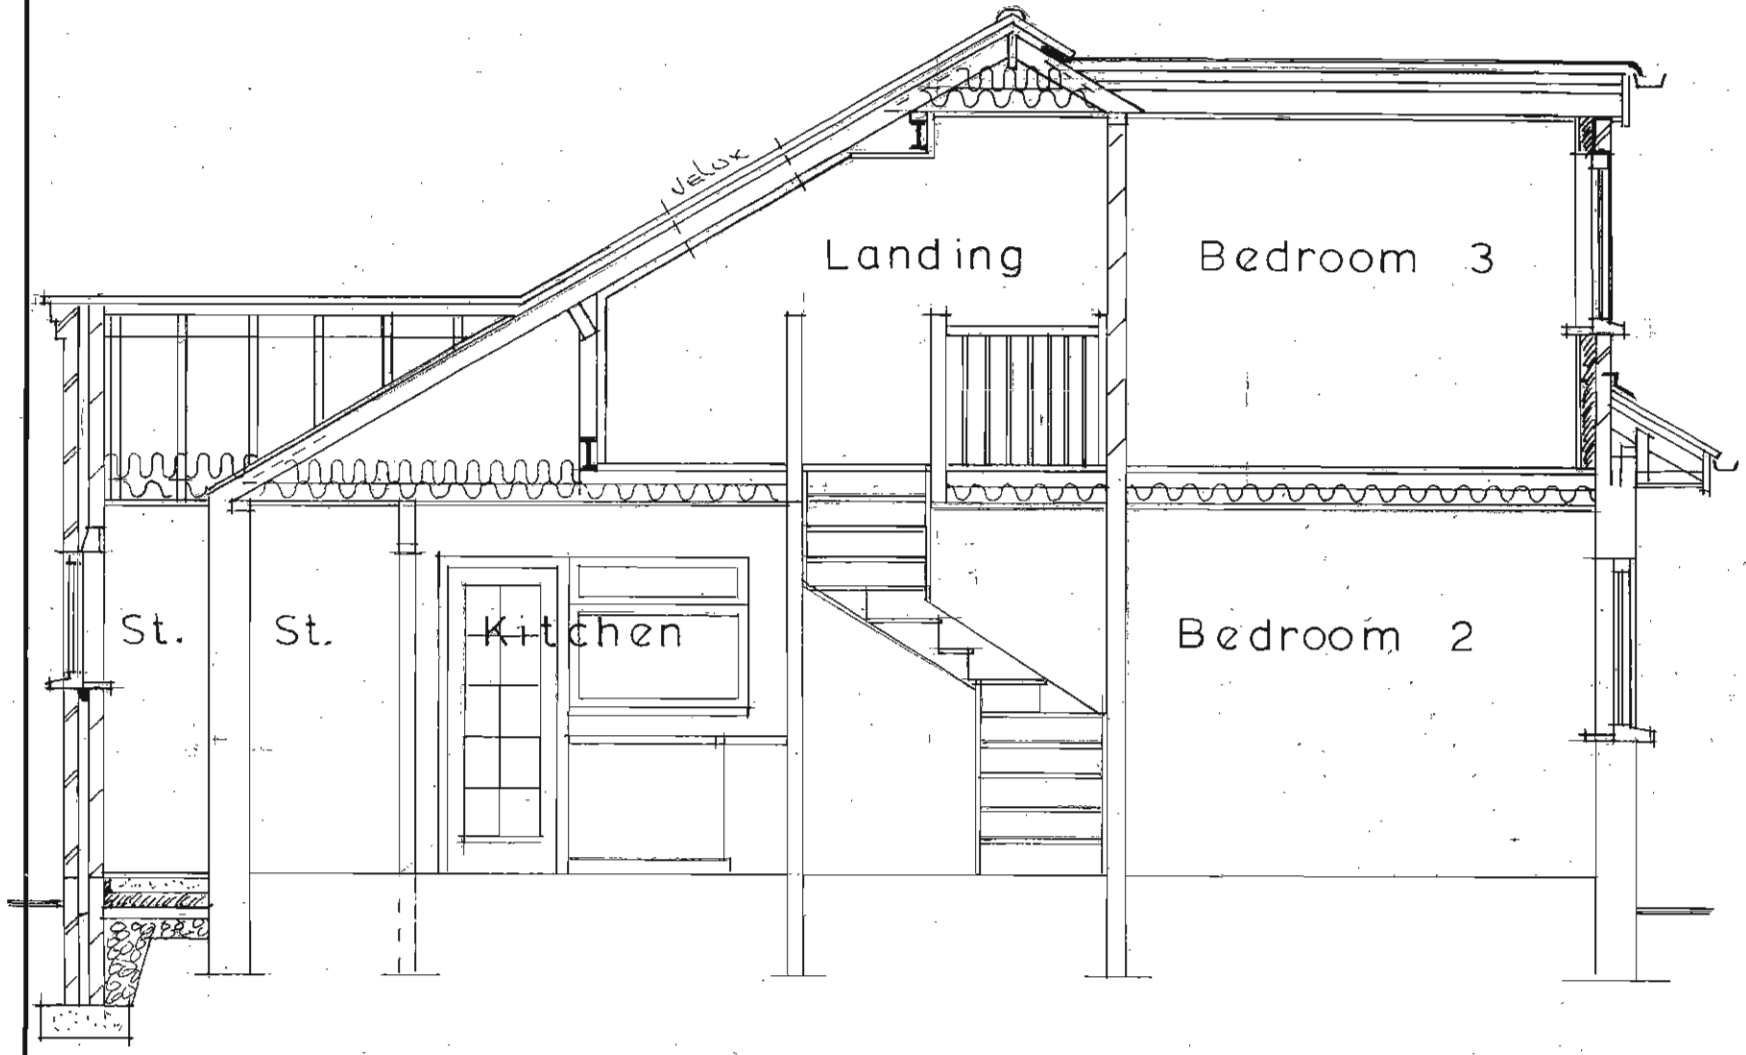 VELUX
Landing
Bedroom 3
St.
St.
Kitchen
Bedroom 2